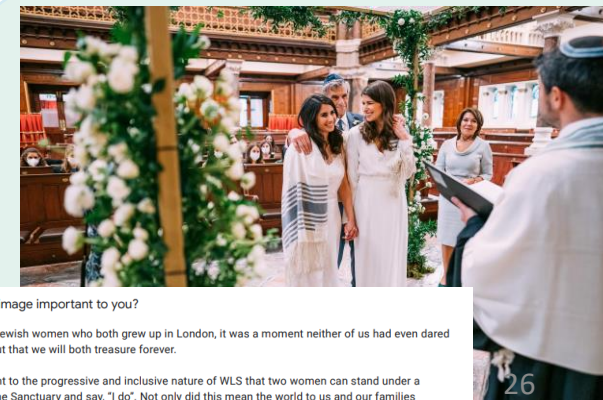 mage important to you?
ewish women who both grew up in London, it was a moment neither of us had even dared
ut that we will both treasure forever.
nt to the progressive and inclusive nature of WLS that two women can stand under a
e Sanctuary and say, "I do". Not only did this mean the world to us and our families
26